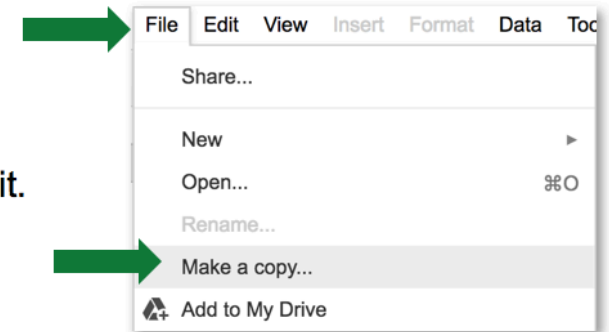 File Edit View Insert Format Data
Share...
New
it.
Open... ⌘O
Rename...
Make a copy...
Add to My Drive